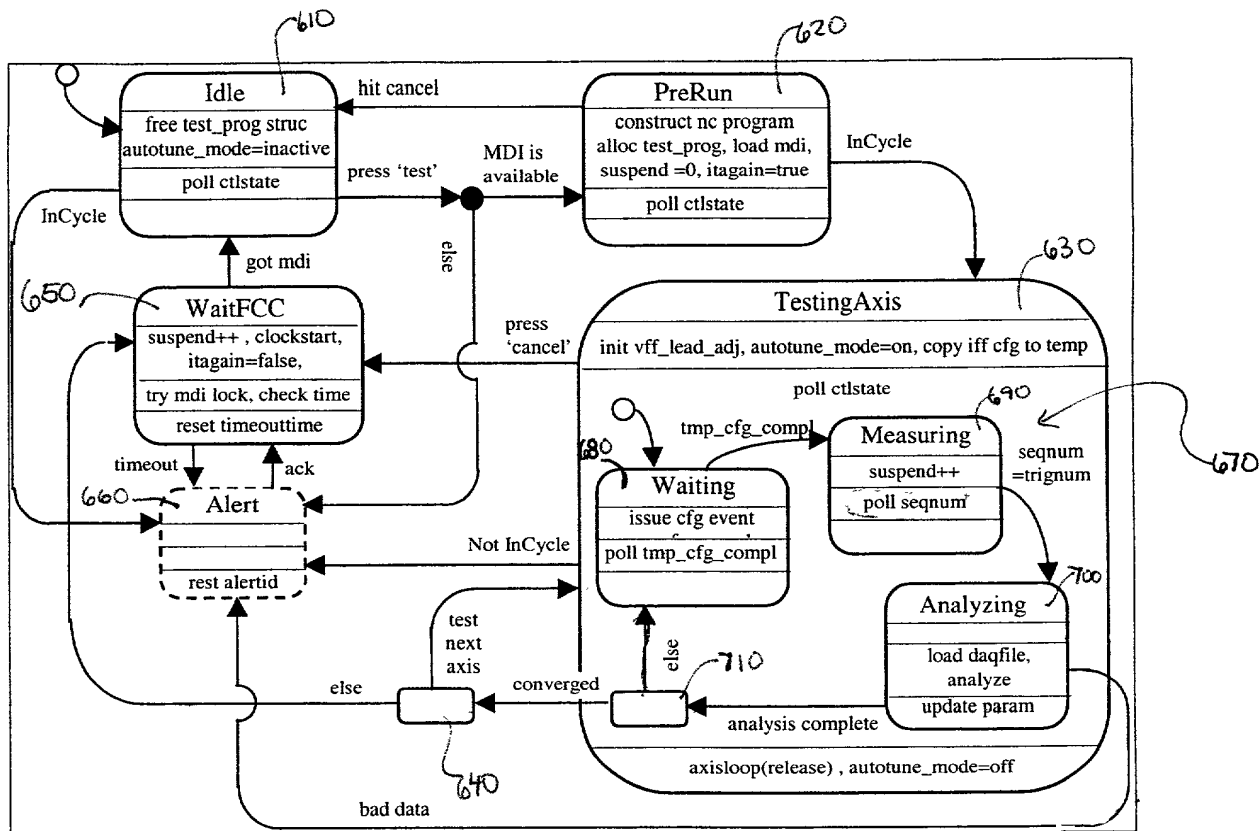 610
620
Idle
free test_prog struc
autotune_mode=inactive
poll ctlstate
hit cancel
PreRun
construct nc program
alloc test_prog, load mdi,
suspend =0, itagain=true
poll ctlstate
InCycle
press ‘test’
MDI is
available
InCycle
else
got mdi
630
650
WaitFCC
suspend++ , clockstart,
itagain=false,
try mdi lock, check time
reset timeouttime
press
‘cancel’
TestingAxis
init vff_lead_adj, autotune_mode=on, copy iff cfg to temp
poll ctlstate
timeout
ack
660
Alert
rest alertid
Not InCycle
680
Waiting
issue cfg event
poll tmp_cfg_compl
tmp_cfg_compl
690
Measuring
suspend++
poll seqnum
seqnum
=trignum
670
700
Analyzing
load daqfile,
analyze
update param
test
next
axis
else
converged
else
710
analysis complete
640
axisloop(release) , autotune_mode=off
bad data